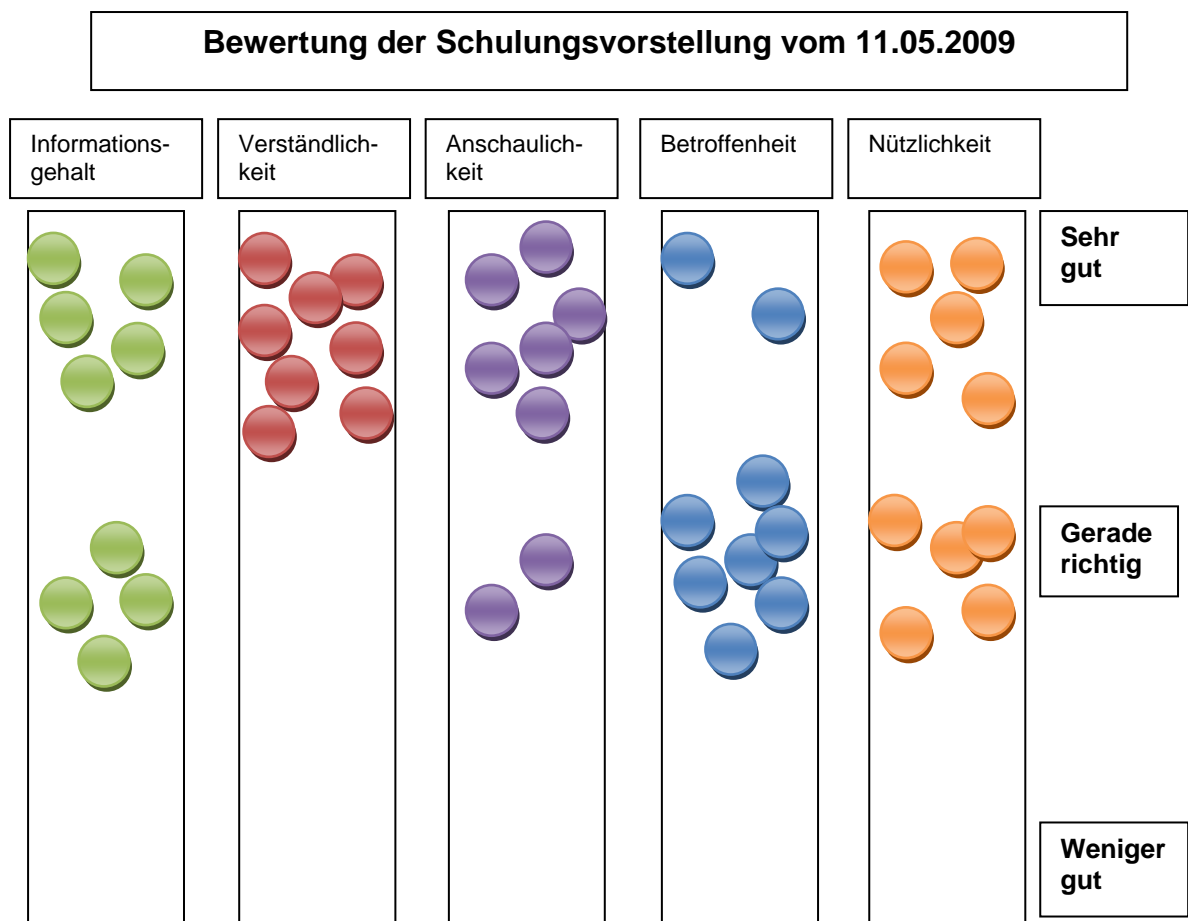 Bewertung der Schulungsvorstellung vom 11.05.2009
Informations-
gehalt
Verständlich-
keit
Anschaulich-
keit
Betroffenheit
Nützlichkeit
Sehr
gut
Gerade
richtig
Weniger
gut